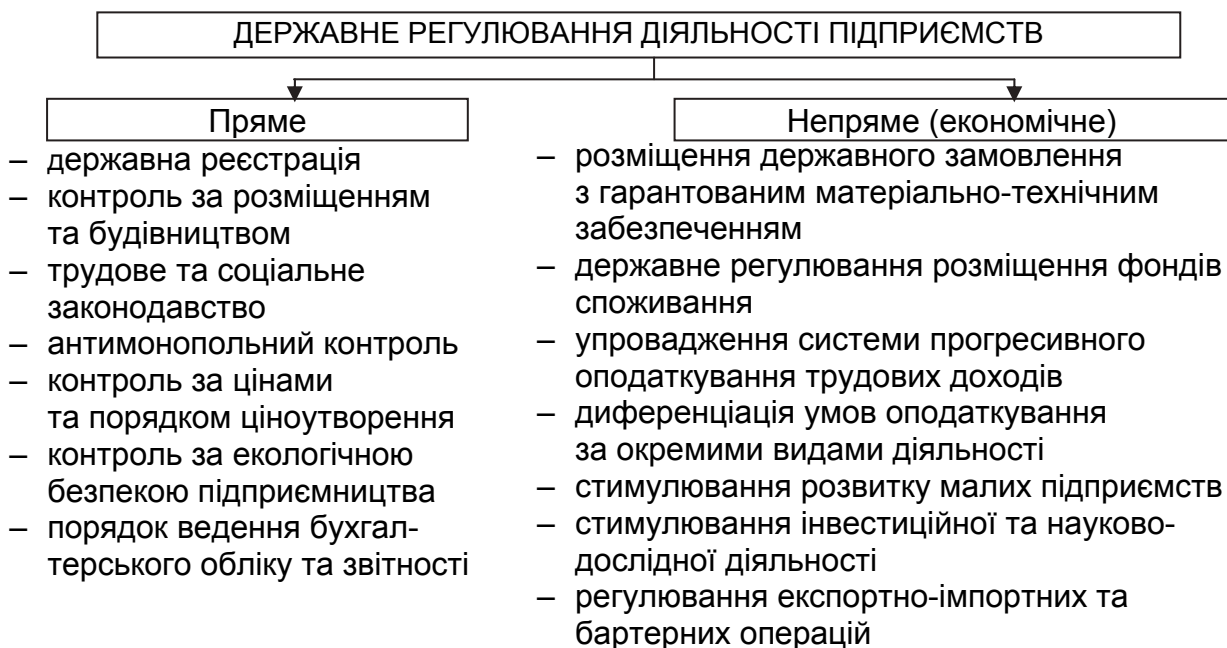 ДЕРЖАВНЕ РЕГУЛЮВАННЯ ДІЯЛЬНОСТІ ПІДПРИЄМСТВ
Пряме
– державна реєстрація
– контроль за розміщенням
та будівництвом
– трудове та соціальне
законодавство
– антимонопольний контроль
– контроль за цінами
та порядком ціноутворення
– контроль за екологічною
безпекою підприємництва
– порядок ведення бухгал-
терського обліку та звітності
Непряме (економічне)
– розміщення державного замовлення
з гарантованим матеріально-технічним
забезпеченням
– державне регулювання розміщення фондів
споживання
– упровадження системи прогресивного
оподаткування трудових доходів
– диференціація умов оподаткування
за окремими видами діяльності
– стимулювання розвитку малих підприємств
– стимулювання інвестиційної та науково-
дослідної діяльності
– регулювання експортно-імпортних та
бартерних операцій